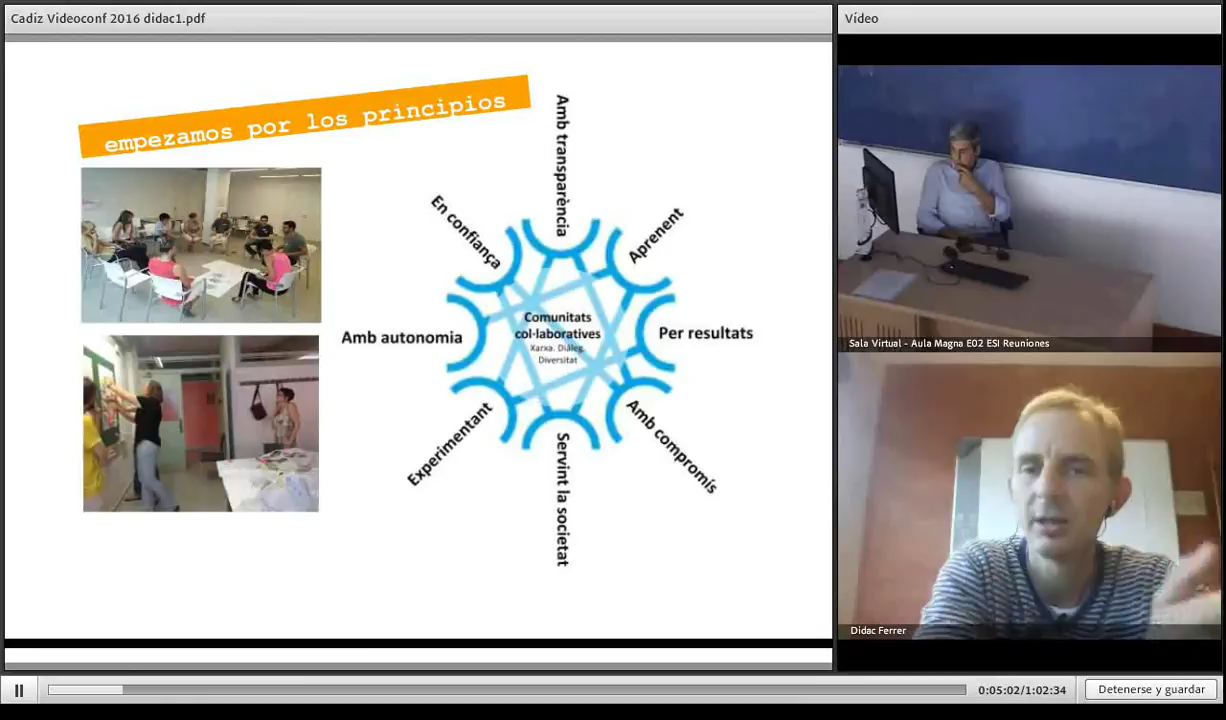 Cadiz Videoconf 2016 didac1.pdf
Vídeo
empezamos por los principios
Amb transparència
En confiança
Aprenent
Comunitats
col·laboratives
Xarxa. Diàleg.
Diversitat
Amb autonomia
Per resultats
Experimentant
Amb compromís
Servint la societat
Sala Virtual - Aula Magna E02 ESI Reuniones
Didac Ferrer
0:05:02/1:02:34
Detenerse y guardar